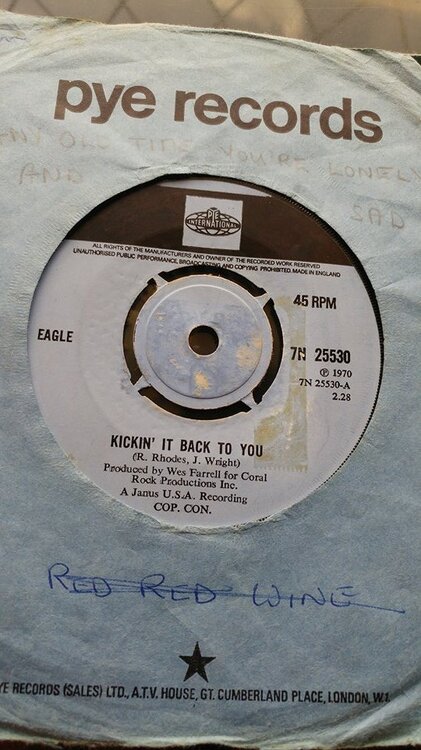 pye records
ANY OLD TIME YOU'RE LONELY
AND
SAD
PYE
INTERNATIONAL
ALL RIGHTS OF THE MANUFACTURERS AND OWNER OF THE RECORDED WORK RESERVED
UNAUTHORISED PUBLIC PERFORMANCE, BROADCASTING AND COPYING PROHIBITED. MADE IN ENGLAND
45 RPM
EAGLE
7N 25530
℗ 1970
7N 25530-A
2.28
KICKIN' IT BACK TO YOU
(R. Rhodes, J. Wright)
Produced by Wes Farrell for Coral
Rock Productions Inc.
A Janus U.S.A. Recording
COP. CON.
RED RED WINE
YE RECORDS (SALES) LTD., A.T.V. HOUSE, GT. CUMBERLAND PLACE, LONDON, W.1.